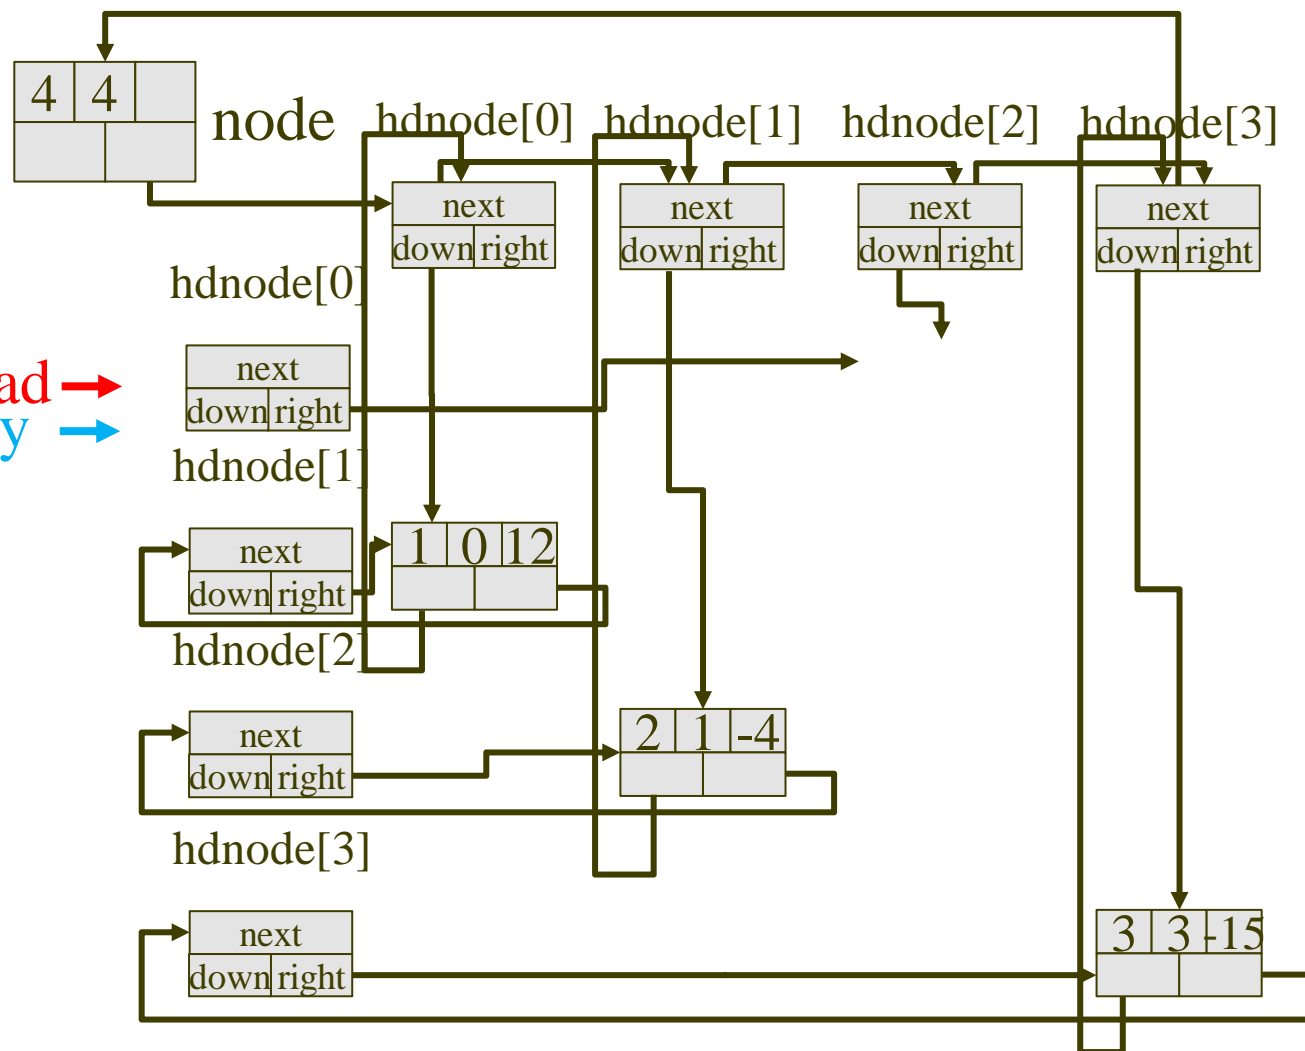 4 4
node
hdnode[0] hdnode[1] hdnode[2] hdnode[3]
next next next next
down right down right down right down right
hdnode[0]
next
down right
hdnode[1]
next
down right
1 0 12
hdnode[2]
next
down right
2 1 -4
hdnode[3]
next
down right
3 3 -15